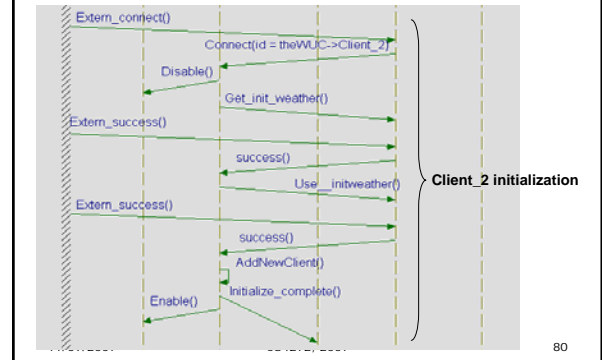 Extern_connect()
Connect(id = theWUC->Client_2)
Disable()
Get_init_weather()
Extern_success()
success()
Use__initweather()
Client_2 initialization
Extern_success()
success()
AddNewClient()
Initialize_complete()
Enable()
80